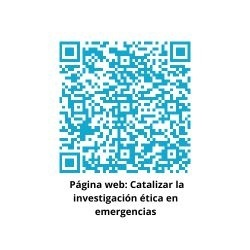 Página web: Catalizar la
investigación ética en
emergencias